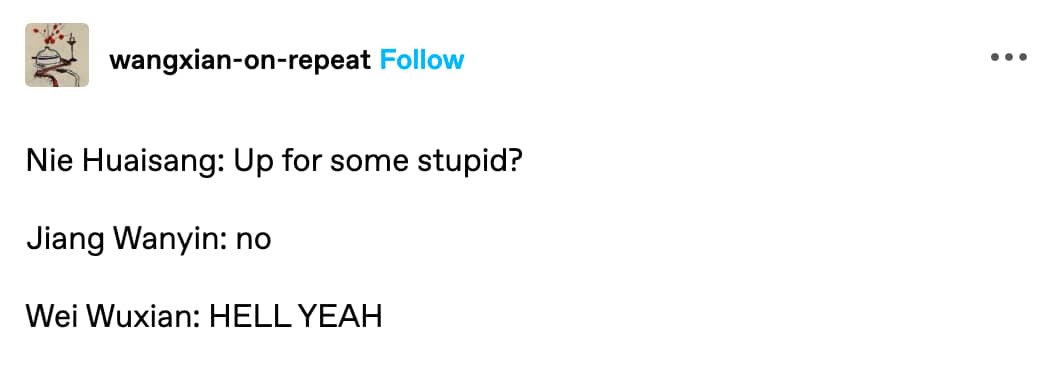 wangxian-on-repeat Follow
Nie Huaisang: Up for some stupid?
Jiang Wanyin: no
Wei Wuxian: HELL YEAH